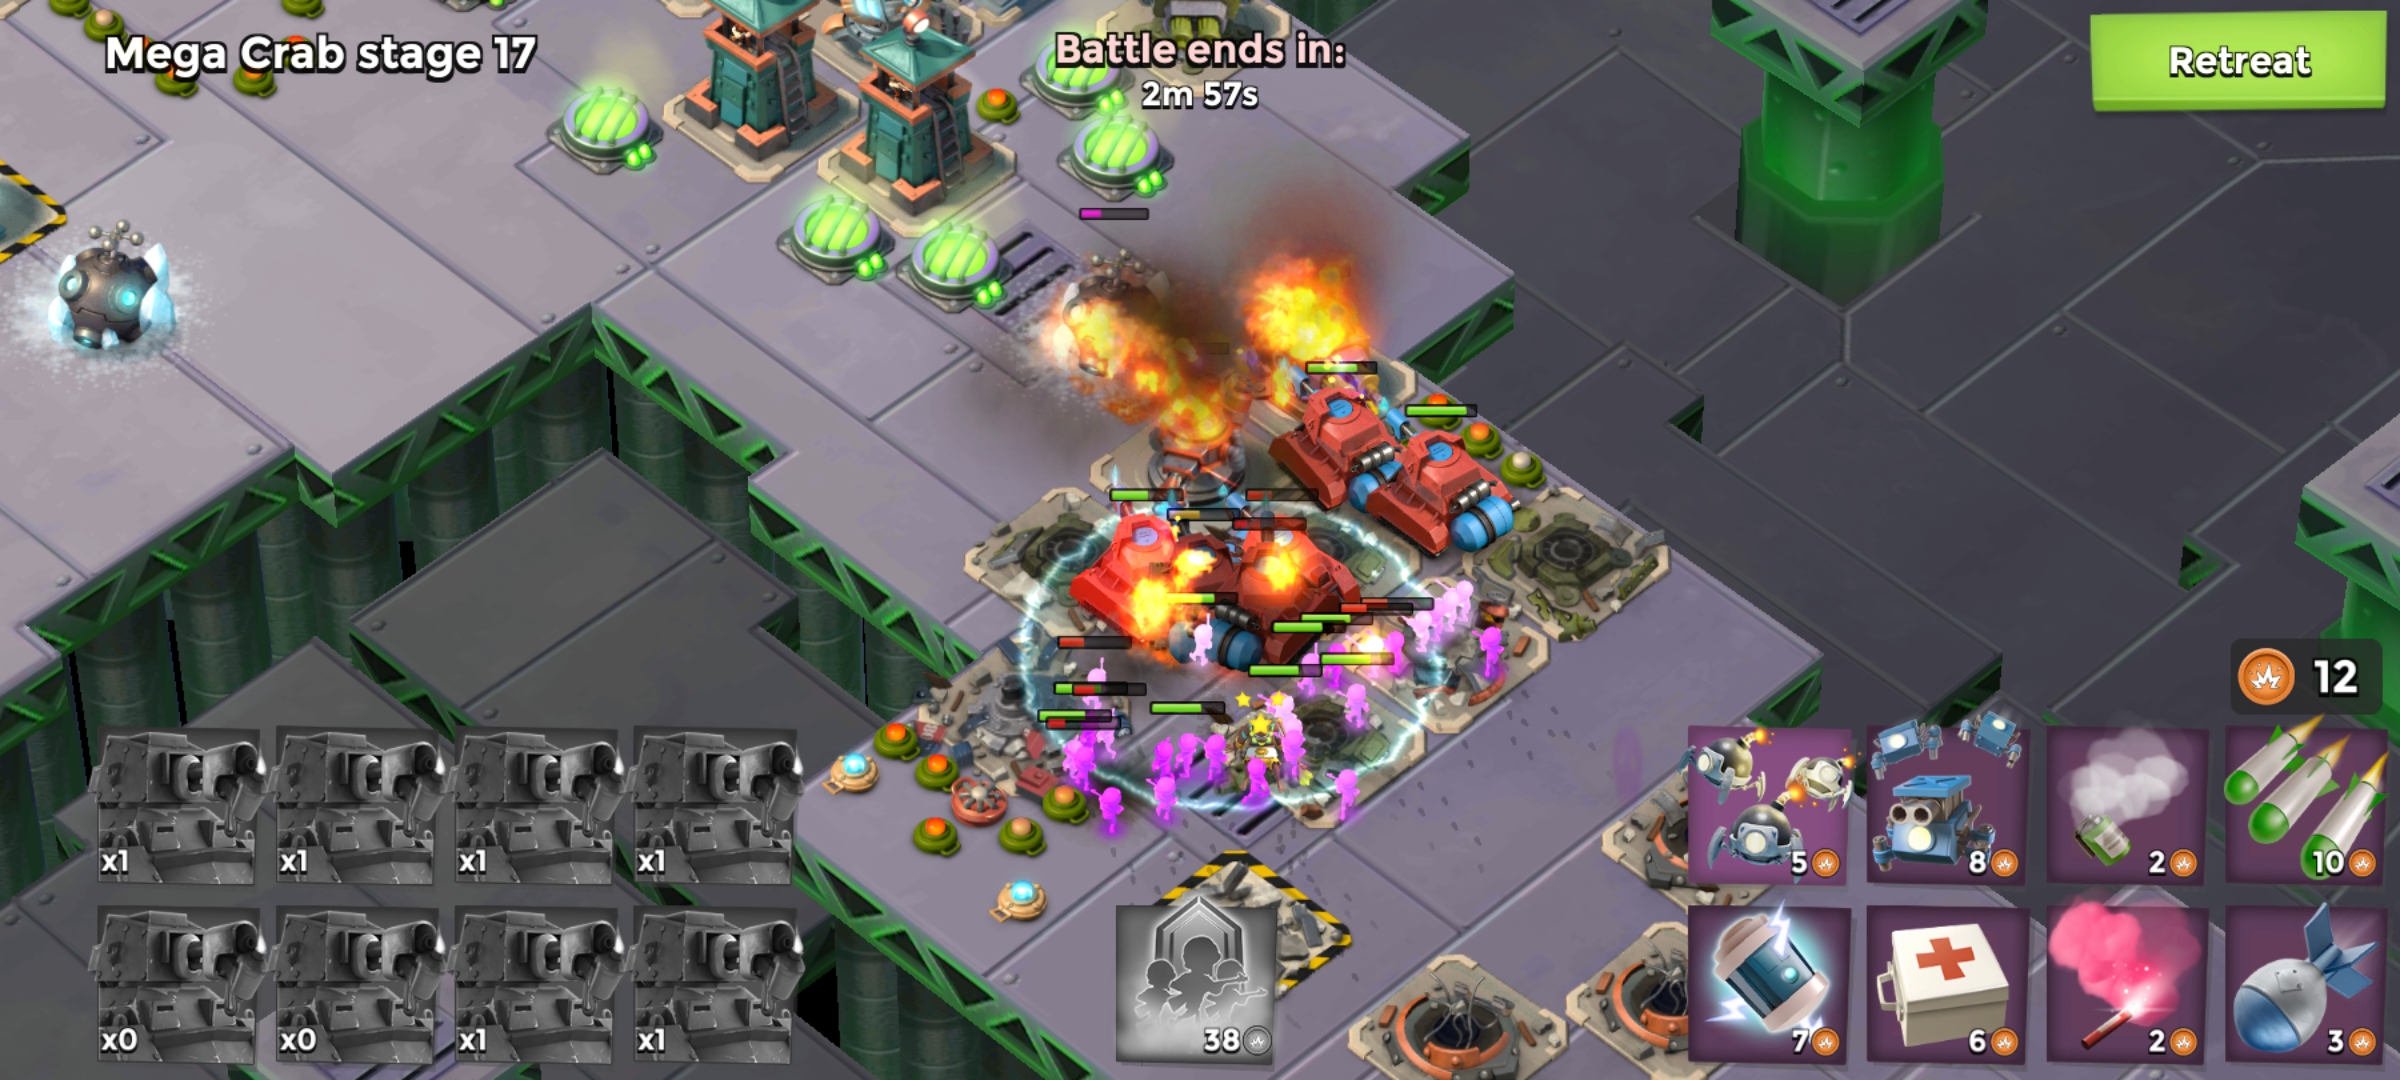 Mega Crab stage 17
Battle ends in:
2m 57s
Retreat
12
x1 x1 x1 x1
5 8 2 10
x0 x0 x1 x1
38
7 6 2 3